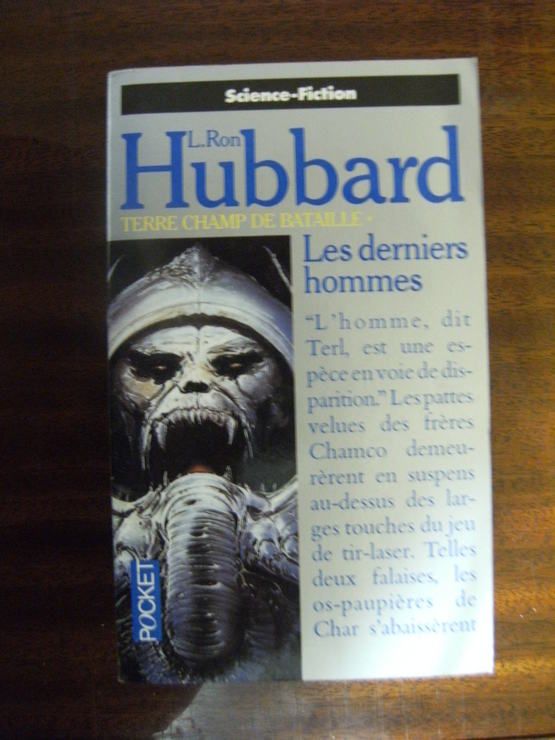 Science-Fiction
L.Ron
Hubbard
TERRE CHAMP DE BATAILLE*
Les derniers
hommes
"L'homme, dit
Terl, est une es-
pèce en voie de dis-
parition." Les pattes
velues des frères
Chamco demeu-
rèrent en suspens
au-dessus des lar-
ges touches du jeu
de tir-laser. Telles
deux falaises, les
os-paupières de
Char s'abaissèrent
POCKET